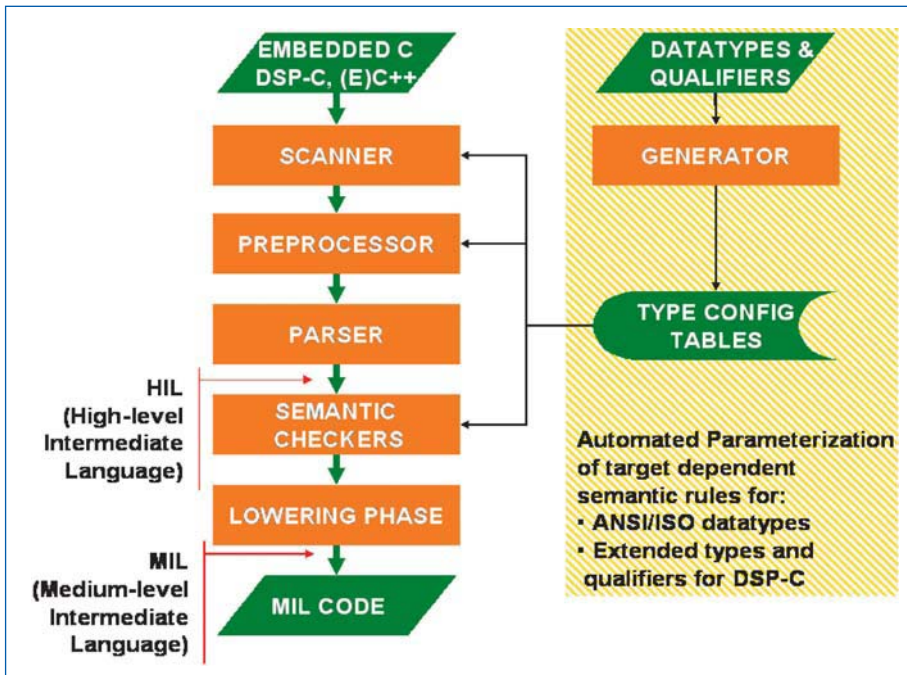 EMBEDDED C
DSP-C, (E)C++
SCANNER
PREPROCESSOR
PARSER
HIL
(High-level
Intermediate
Language)
SEMANTIC
CHECKERS
LOWERING PHASE
MIL
(Medium-level
Intermediate
Language)
MIL CODE
DATATYPES &
QUALIFIERS
GENERATOR
TYPE CONFIG
TABLES
Automated Parameterization
of target dependent
semantic rules for:
▪ ANSI/ISO datatypes
▪ Extended types and
qualifiers for DSP-C